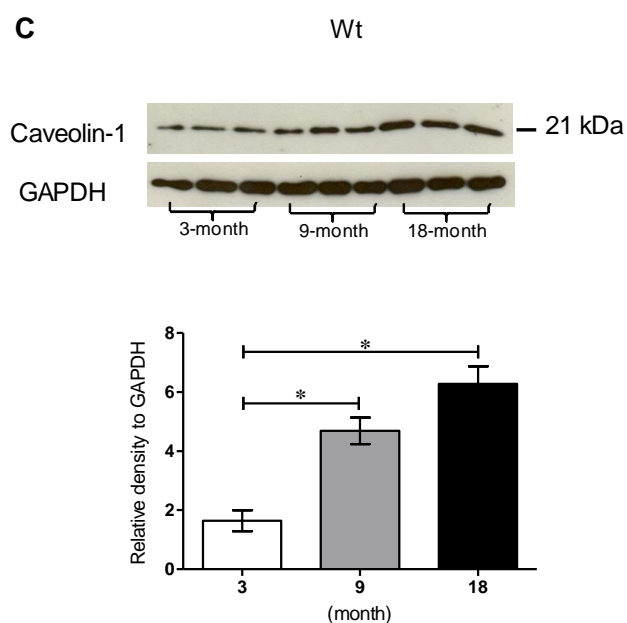 C
Wt
Caveolin-1
21 kDa
GAPDH
3-month 9-month 18-month
8
6
4
2
0
Relative density to GAPDH
*
*
3 9 18
(month)